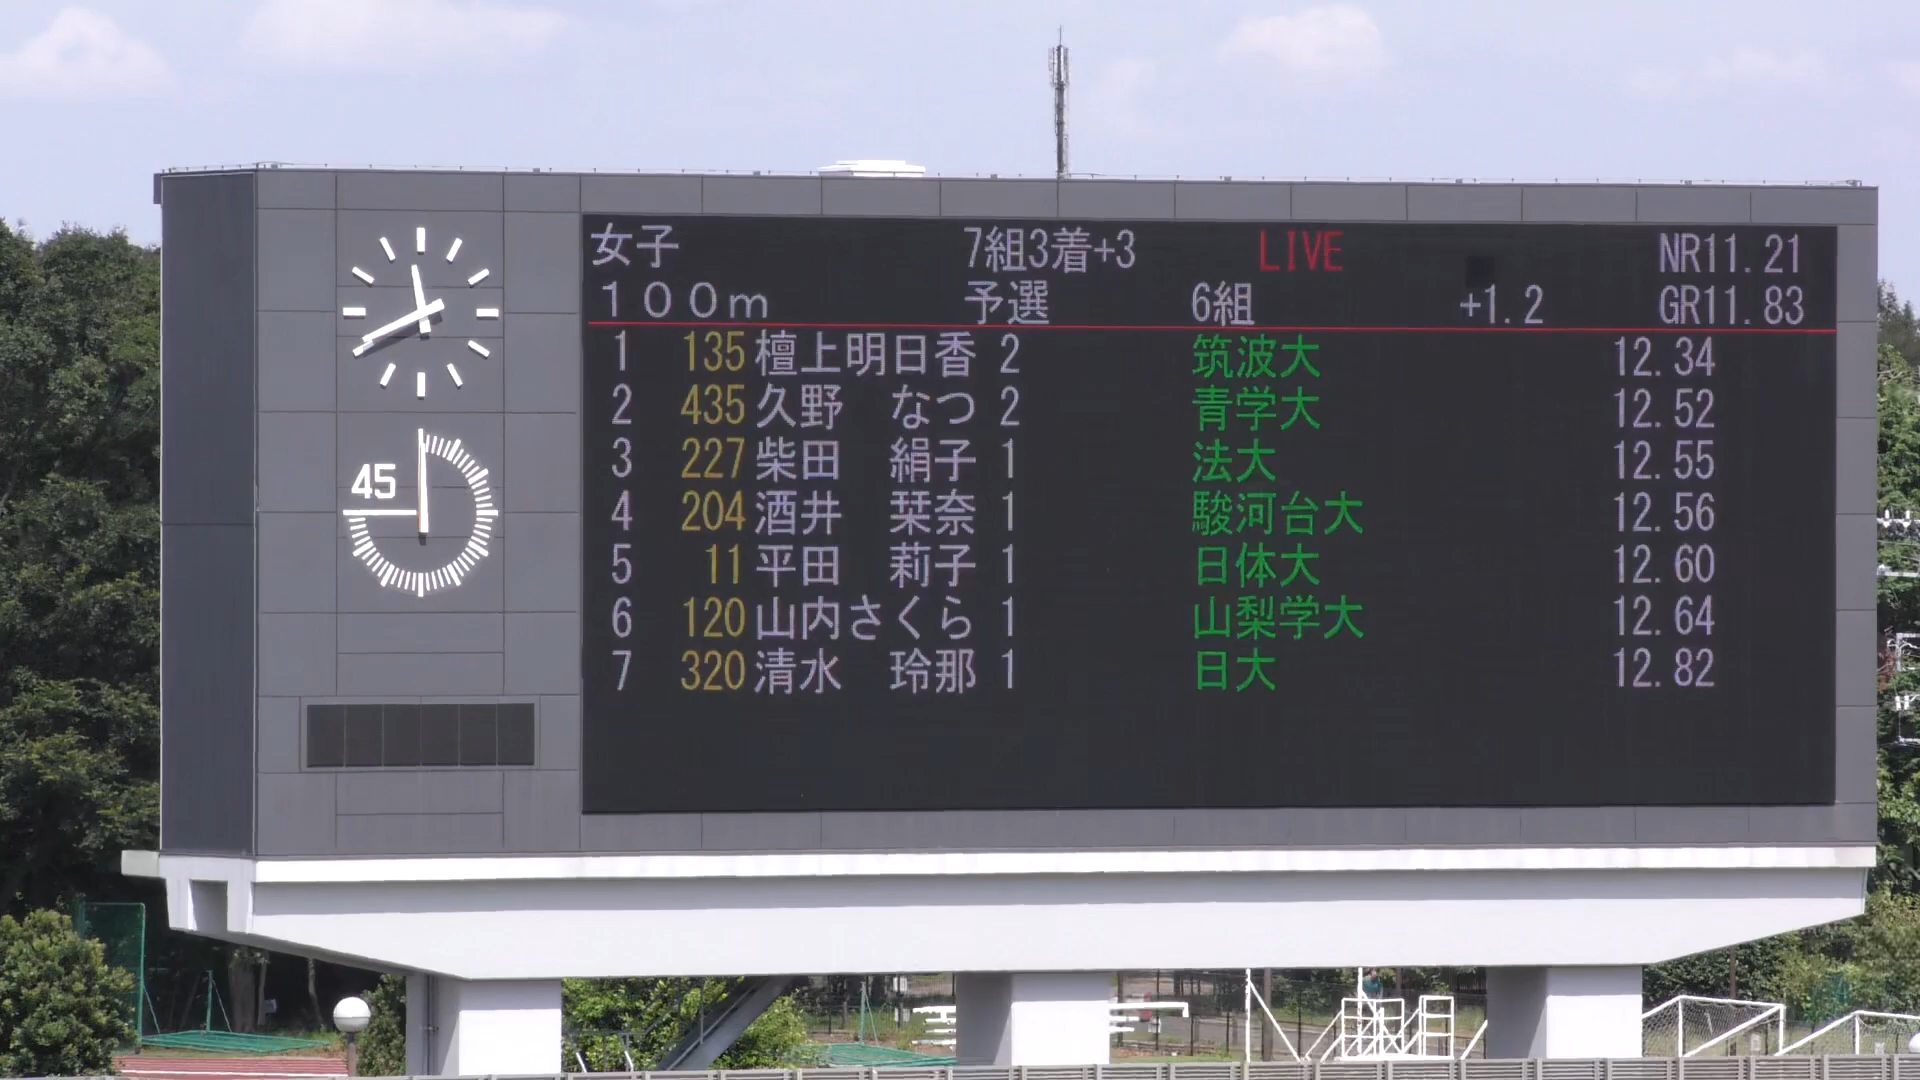 女子 7組3着+3 LIVE NR11.21
100m 予選 6組 +1.2 GR11.83
1 135 檀上明日香 2 筑波大 12.34
2 435 久野 なつ 2 青学大 12.52
3 227 柴田 絹子 1 法大 12.55
4 204 酒井 栞奈 1 駿河台大 12.56
5 11 平田 莉子 1 日体大 12.60
6 120 山内さくら 1 山梨学大 12.64
7 320 清水 玲那 1 日大 12.82
45